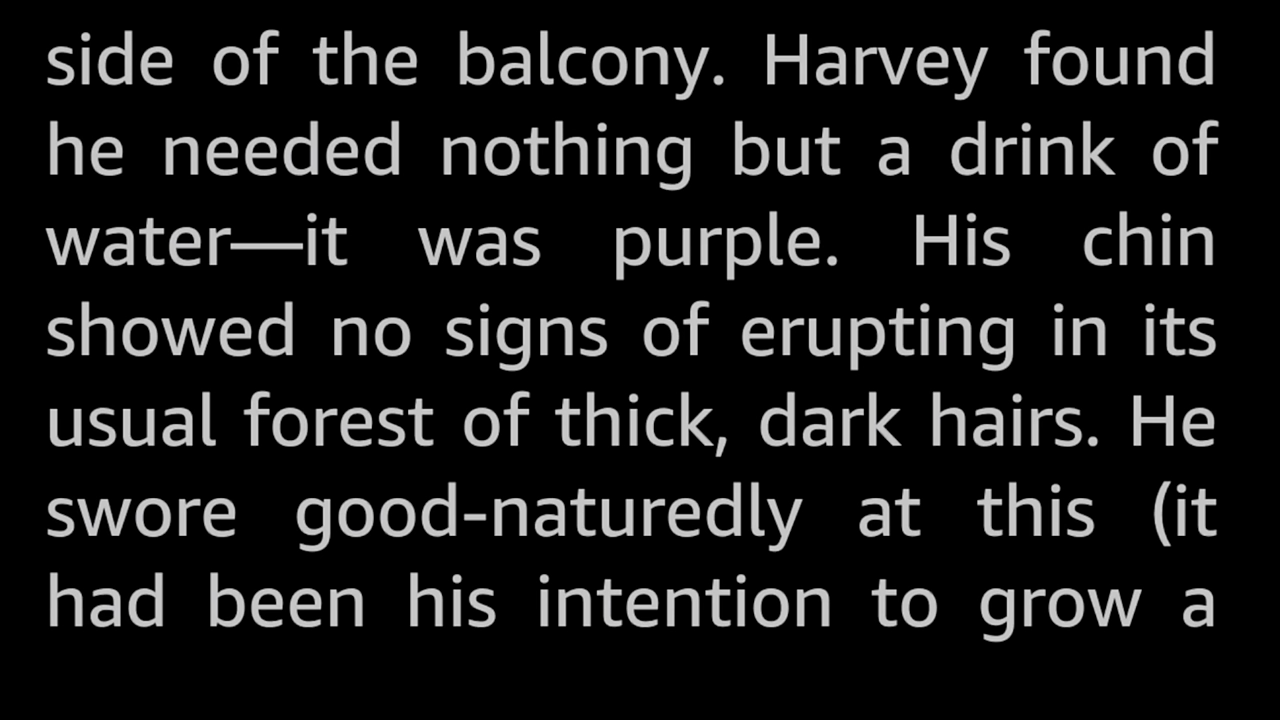 side of the balcony. Harvey found
he needed nothing but a drink of
water—it was purple. His chin
showed no signs of erupting in its
usual forest of thick, dark hairs. He
swore good-naturedly at this (it
had been his intention to grow a